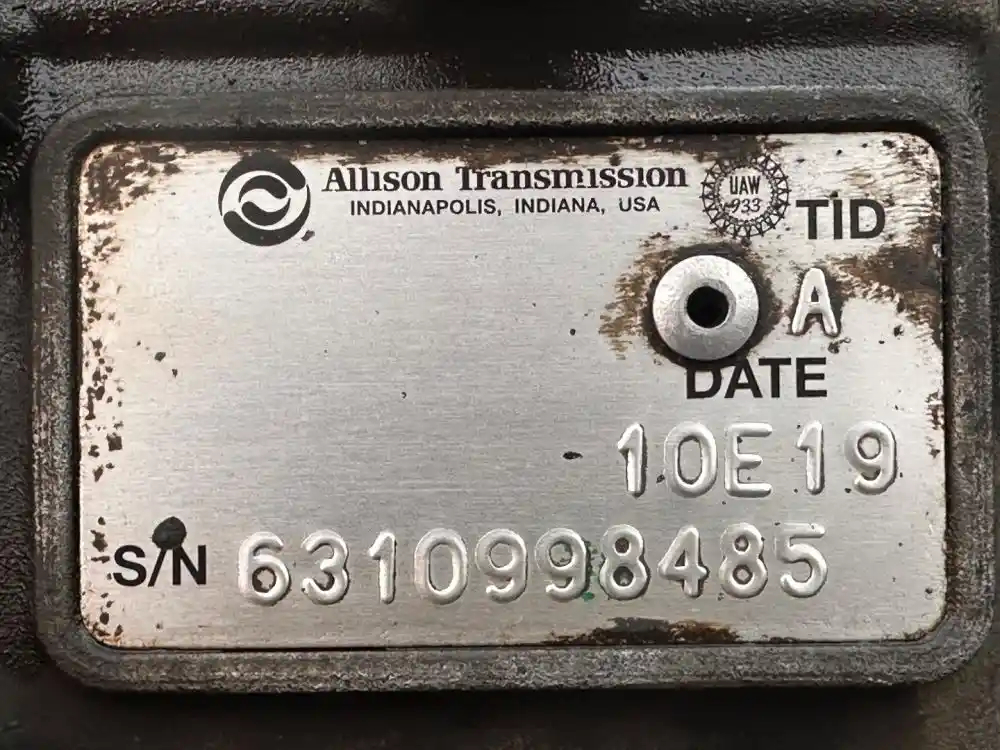 Allison Transmission
INDIANAPOLIS, INDIANA, USA
UAW
933
TID
A
DATE
10E19
S/N 6310998485